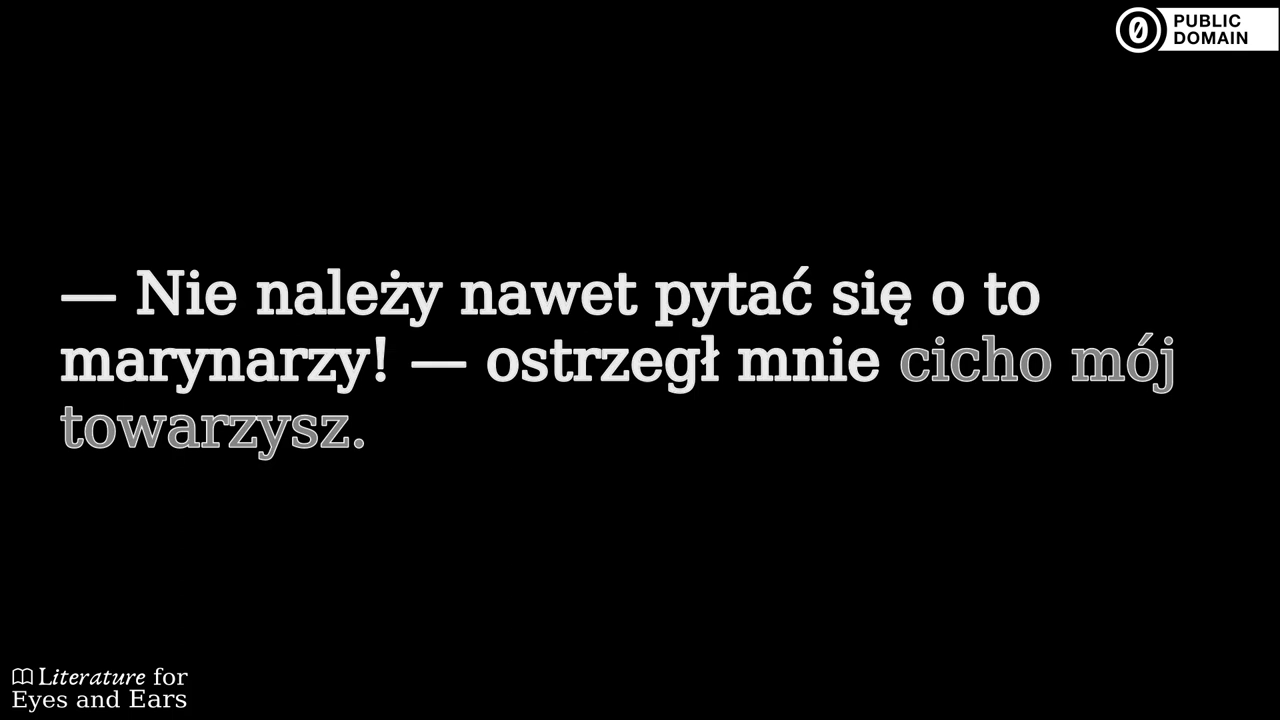 PUBLIC
DOMAIN
— Nie należy nawet pytać się o to
marynarzy! — ostrzegł mnie cicho mój
towarzysz.
Literature for
Eyes and Ears